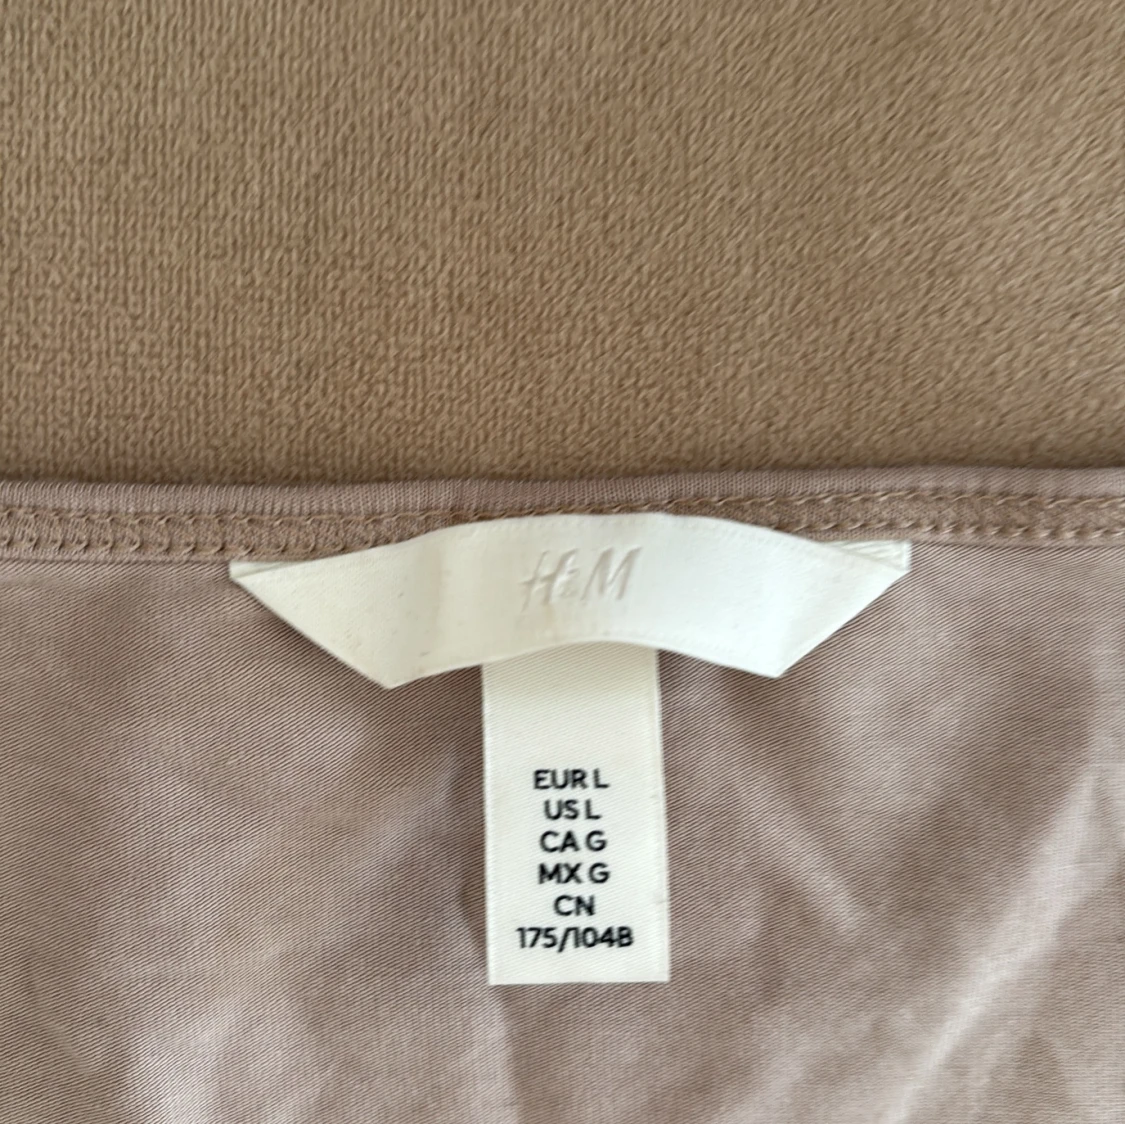 H&M
EUR L
US L
CA G
MX G
CN
175/104B